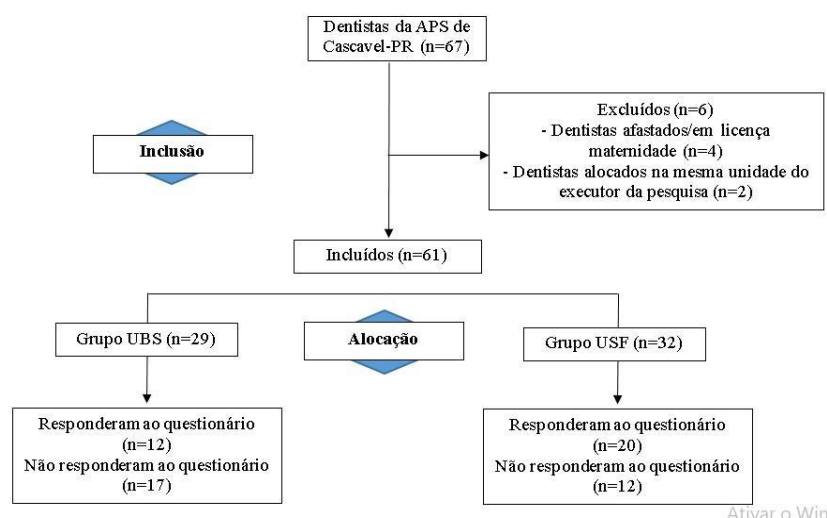 Dentistas da APS de
Cascavel-PR (n=67)
Excluídos (n=6)
- Dentistas afastados/em licença
maternidade (n=4)
- Dentistas alocados na mesma unidade do
executor da pesquisa (n=2)
Inclusão
Incluídos (n=61)
Grupo UBS (n=29)
Alocação
Grupo USF (n=32)
Responderam ao questionário
(n=12)
Não responderam ao questionário
(n=17)
Responderam ao questionário
(n=20)
Não responderam ao questionário
(n=12)
Ativar o Win